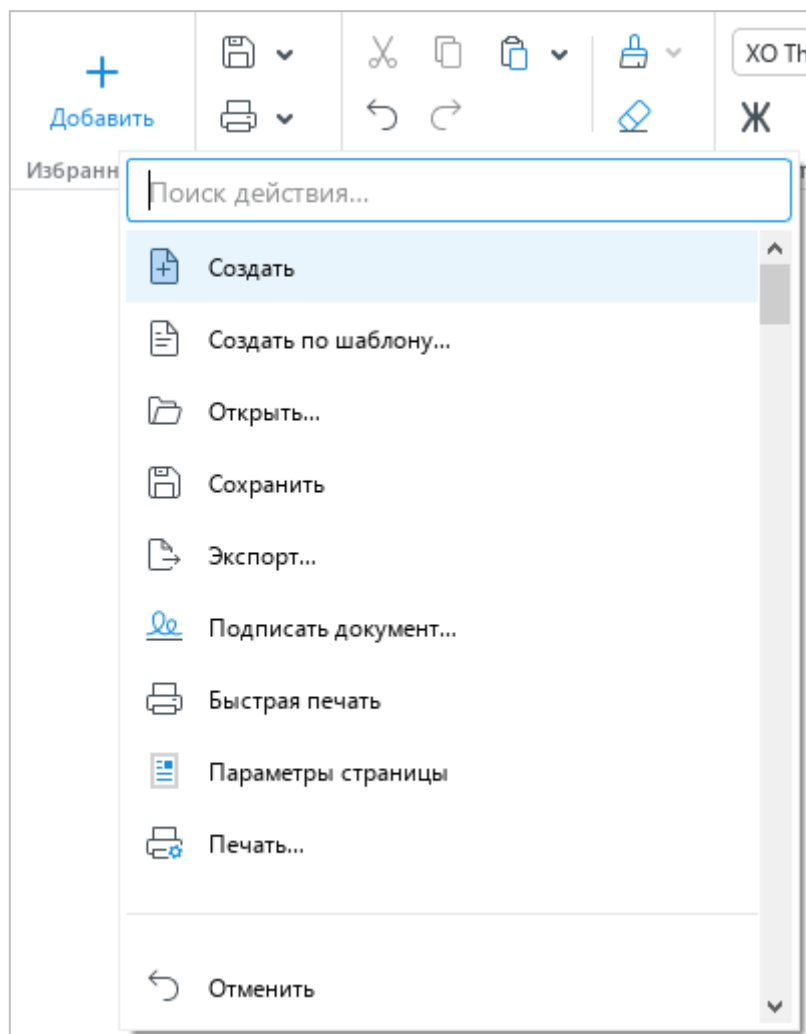 Добавить
XO Th
Ж
Избранн
Поиск действия...
Создать
Создать по шаблону...
Открыть...
Сохранить
Экспорт...
Подписать документ...
Быстрая печать
Параметры страницы
Печать...
Отменить